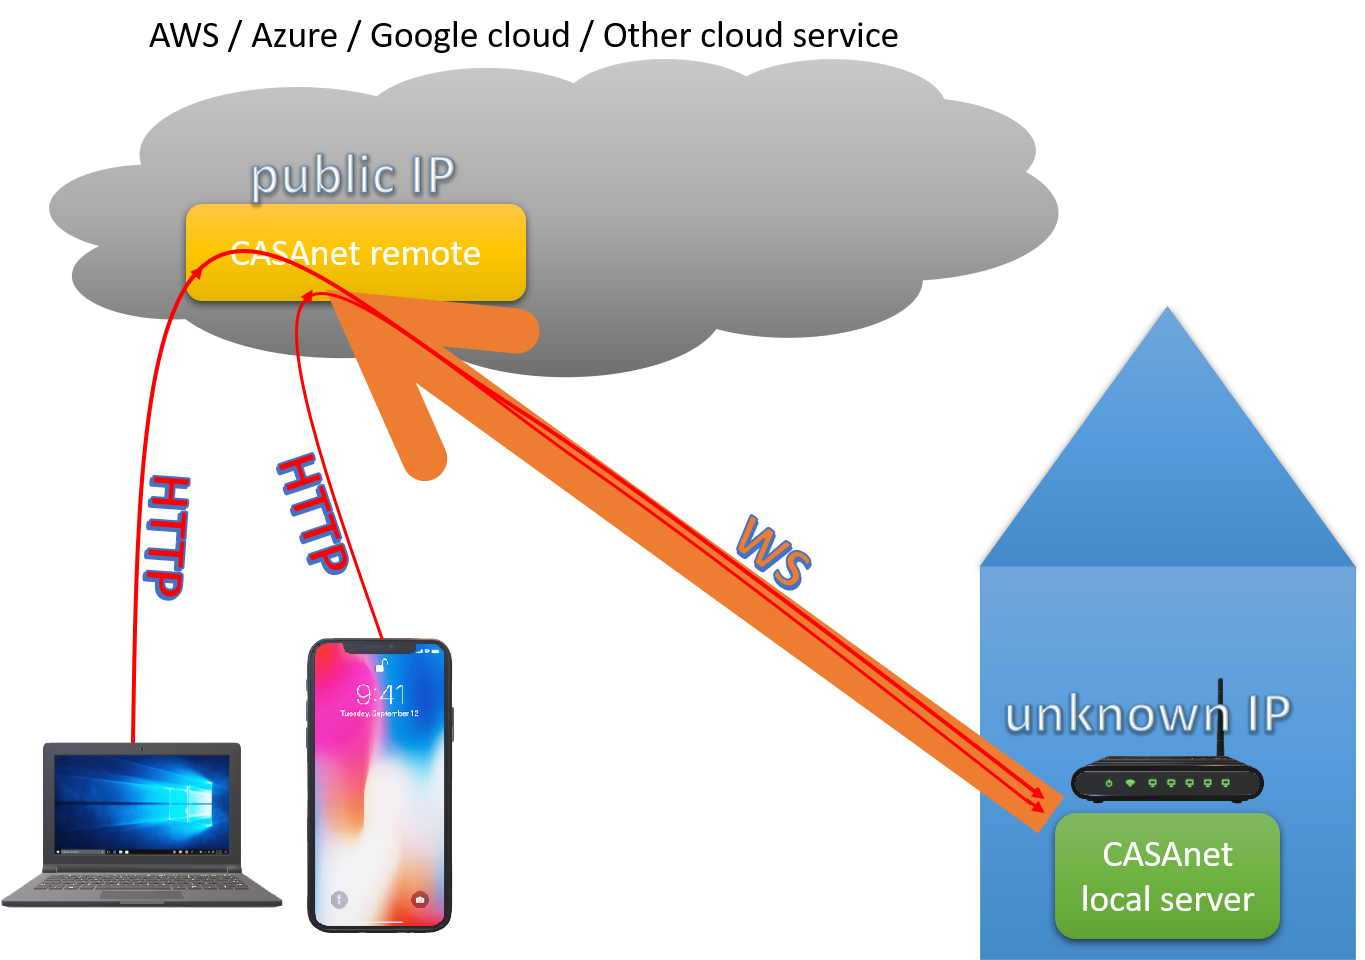 AWS / Azure / Google cloud / Other cloud service
public IP
CASAnet remote
HTTP
HTTP
WS
9:41
Tuesday, September 12
unknown IP
CASAnet
local server